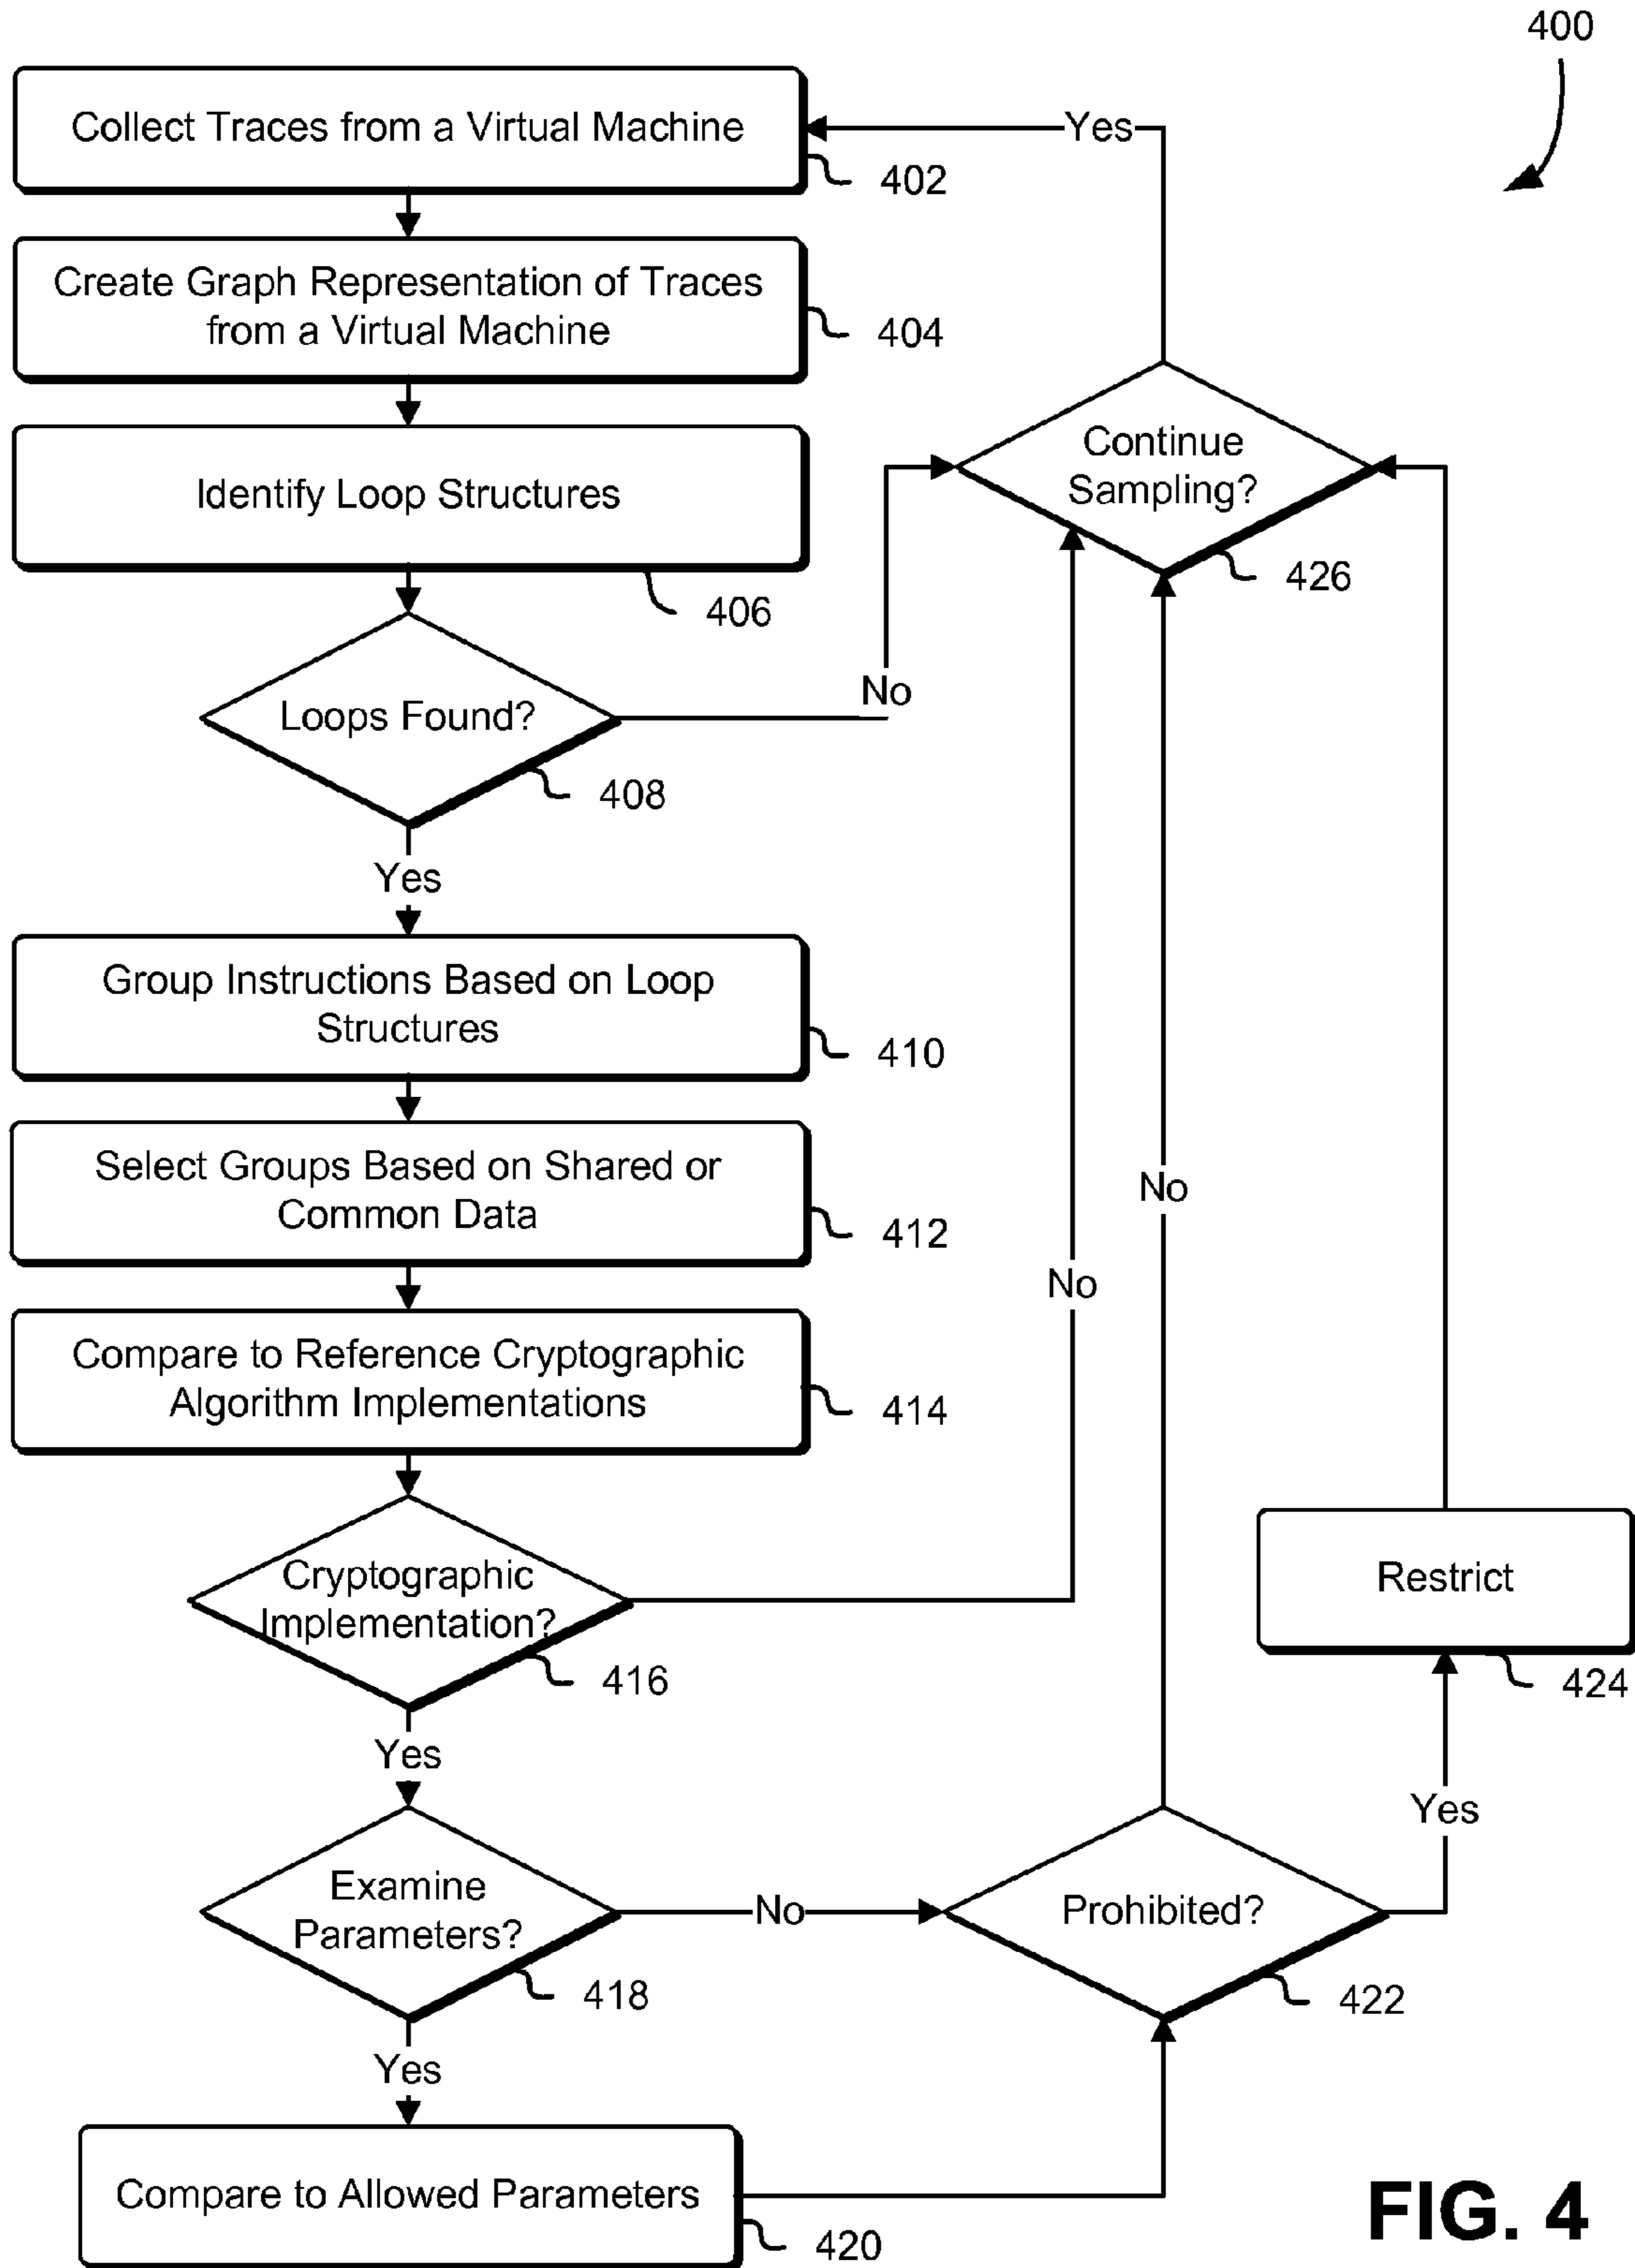 400
Collect Traces from a Virtual Machine
Yes
402
Create Graph Representation of Traces
from a Virtual Machine
404
Continue
Sampling?
426
Identify Loop Structures
406
Loops Found?
No
408
Yes
Group Instructions Based on Loop
Structures
410
Select Groups Based on Shared or
Common Data
412
No
No
Compare to Reference Cryptographic
Algorithm Implementations
414
Cryptographic
Implementation?
416
Restrict
424
Yes
Yes
Examine
Parameters?
No
418
Prohibited?
422
Yes
Compare to Allowed Parameters
420
FIG. 4